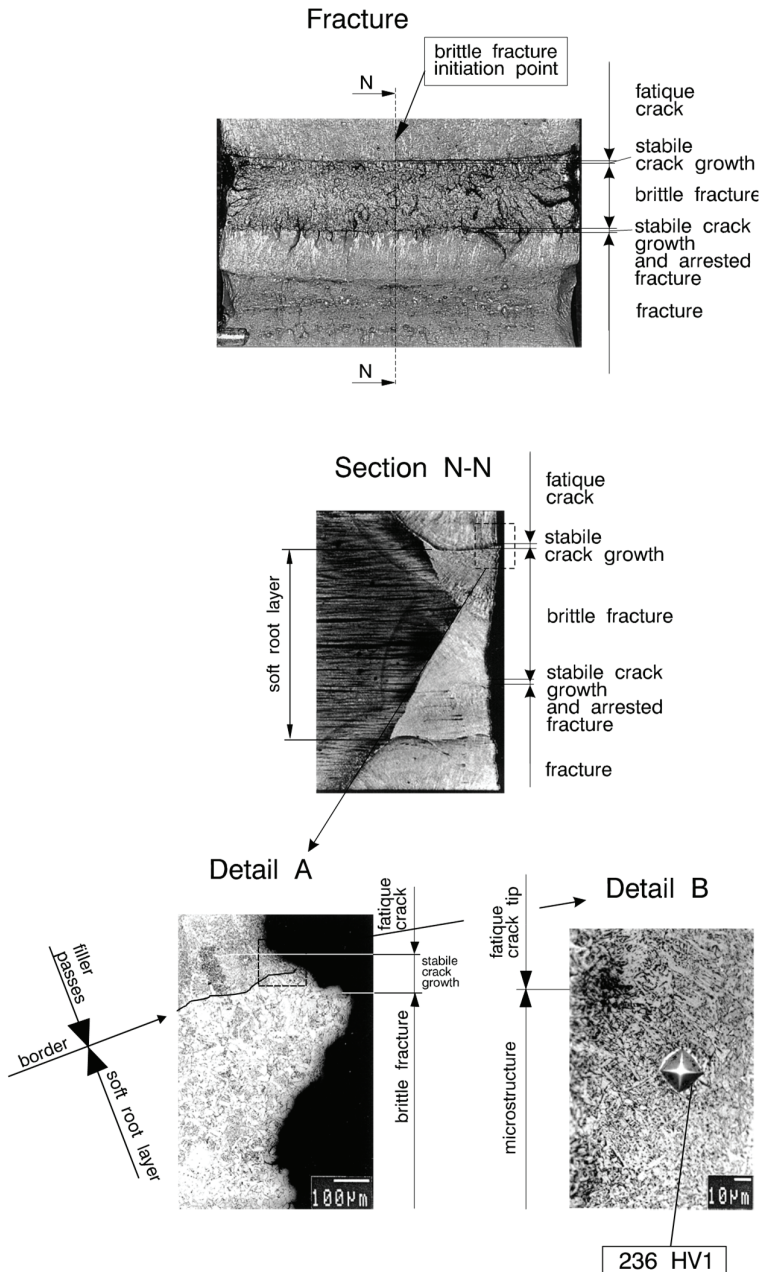 Fracture
brittle fracture
initiation point
N
fatique
crack
stabile
crack growth
brittle fracture
stabile crack
growth
and arrested
fracture
fracture
N
Section N-N
fatique
crack
stabile
crack growth
soft root layer
brittle fracture
stabile crack
growth
and arrested
fracture
fracture
Detail A
Detail B
fatique
crack
fatique
crack tip
stabile
crack
growth
filler
passes
border
soft root layer
brittle fracture
microstructure
100µm
10µm
236 HV1